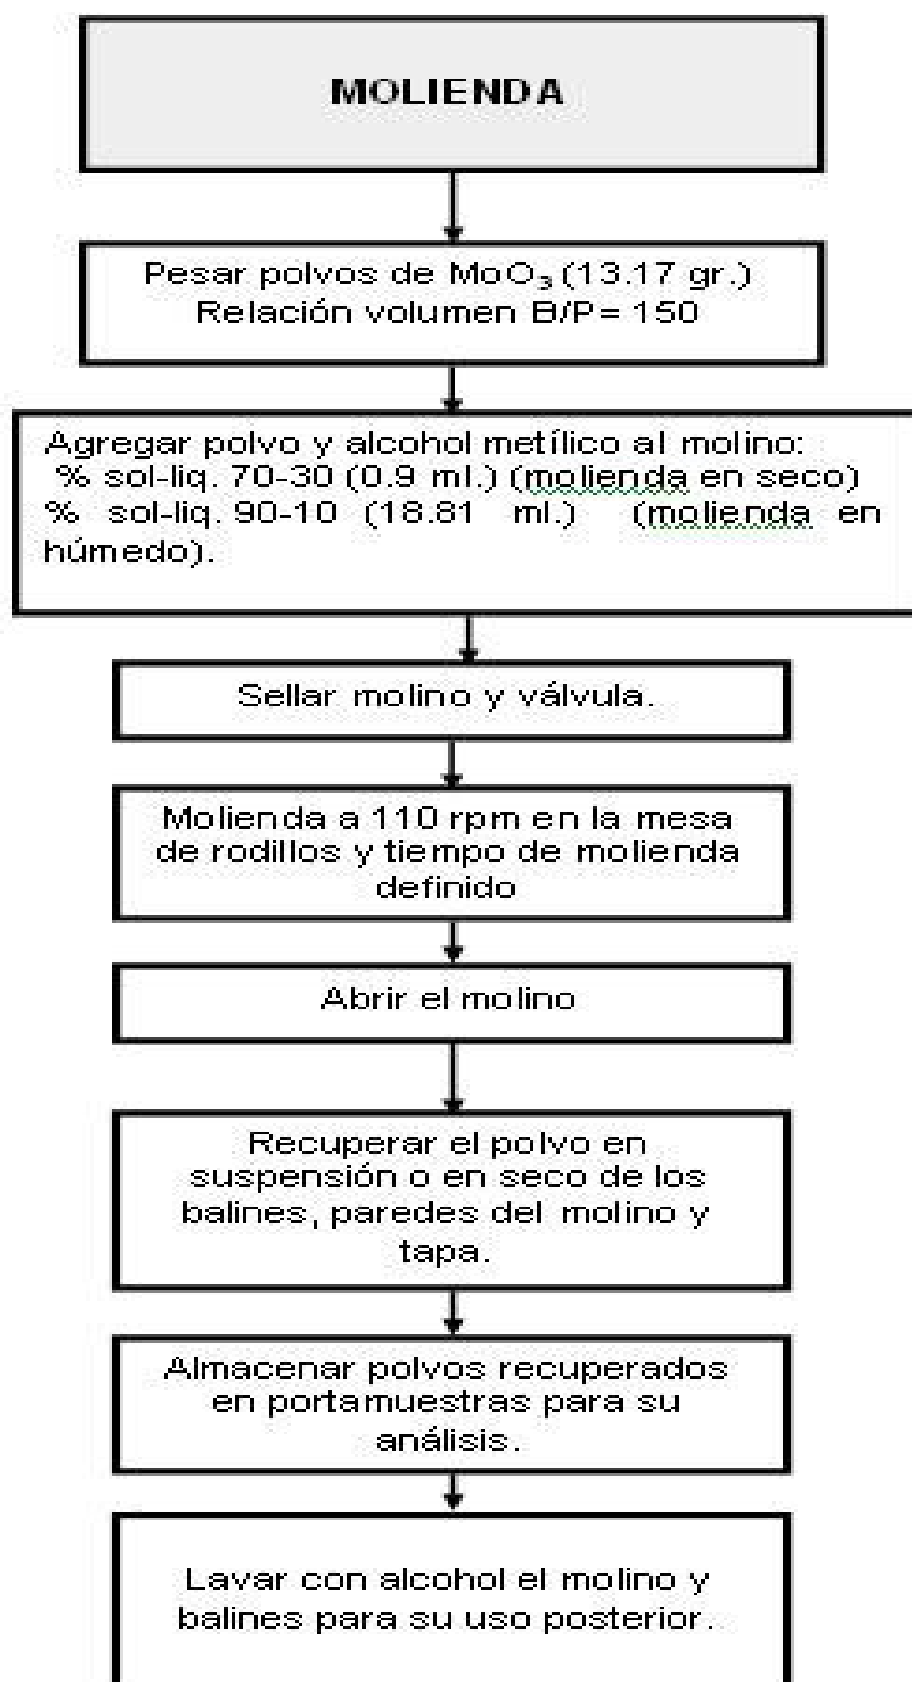 MOLIENDA
Pesar polvos de MoO₃ (13.17 gr.)
Relación volumen B/P= 150
Agregar polvo y alcohol metílico al molino:
% sol-liq. 70-30 (0.9 ml.) (molienda en seco)
% sol-liq. 90-10 (18.81 ml.) (molienda en
húmedo).
Sellar molino y válvula.
Molienda a 110 rpm en la mesa
de rodillos y tiempo de molienda
definido
Abrir el molino
Recuperar el polvo en
suspensión o en seco de los
balines, paredes del molino y
tapa.
Almacenar polvos recuperados
en portamuestras para su
análisis.
Lavar con alcohol el molino y
balines para su uso posterior.